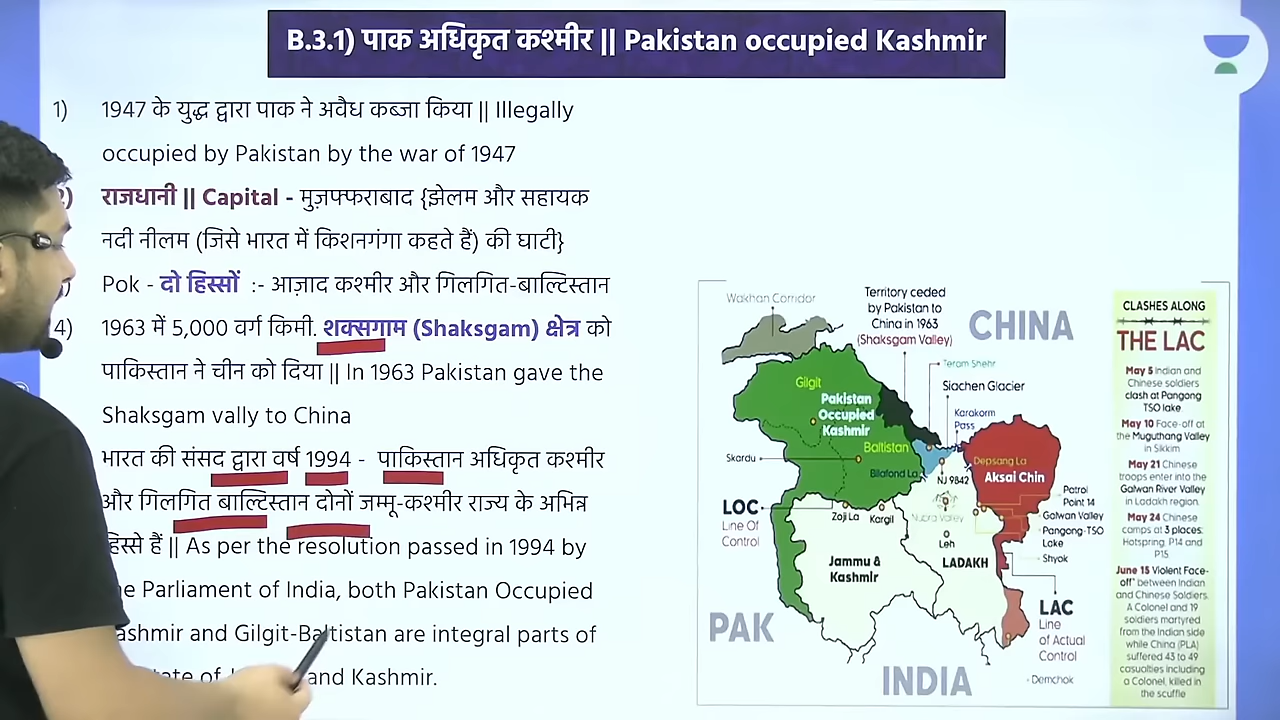 B.3.1) पाक अधिकृत कश्मीर || Pakistan occupied Kashmir
1) 1947 के युद्ध द्वारा पाक ने अवैध कब्जा किया || Illegally
occupied by Pakistan by the war of 1947
राजधानी || Capital - मुज़फ्फराबाद {झेलम और सहायक
नदी नीलम (जिसे भारत में किशनगंगा कहते हैं) की घाटी}
Pok - दो हिस्सों :- आज़ाद कश्मीर और गिलगित-बाल्टिस्तान
4) 1963 में 5,000 वर्ग किमी. शक्सगाम (Shaksgam) क्षेत्र को
पाकिस्तान ने चीन को दिया || In 1963 Pakistan gave the
Shaksgam vally to China
भारत की संसद द्वारा वर्ष 1994 - पाकिस्तान अधिकृत कश्मीर
और गिलगित बाल्टिस्तान दोनों जम्मू-कश्मीर राज्य के अभिन्न
हिस्से हैं || As per the resolution passed in 1994 by
Parliament of India, both Pakistan Occupied
and Gilgit-Baltistan are integral parts of
and Kashmir.
Wakhan Corridor
Territory ceded
by Pakistan to
China in 1963
(Shaksgam Valley)
CHINA
Teram Shehr
Siachen Glacier
Karakorm
Pass
Gilgit
Pakistan
Occupied
Kashmir
Baltistan
Skardu
Bilafond La
Depsang La
Aksai Chin
NJ 9842
LOC
Line Of
Control
Zoji La
Kargil
Nubra Valley
Leh
Patrol
Point 14
Galwan Valley
Pangong-TSO
Lake
Shyok
Jammu &
Kashmir
LADAKH
LAC
Line
of Actual
Control
PAK
INDIA
Demchok
CLASHES ALONG
THE LAC
May 5 Indian and
Chinese soldiers
clash at Pangong
TSO lake
May 10 Face-off at
the Muguthang Valley
in Sikkim
May 21 Chinese
troops enter into the
Galwan River Valley
in Ladakh region.
May 24 Chinese
camps at 3 places:
Hotspring, P14 and
P15
June 15 Violent Face-
off" between Indian
and Chinese Soldiers.
A Colonel and 19
soldiers martyred
from the Indian side
while China (PLA)
suffered 43 to 49
casualties including
a Colonel, killed in
the scuffle